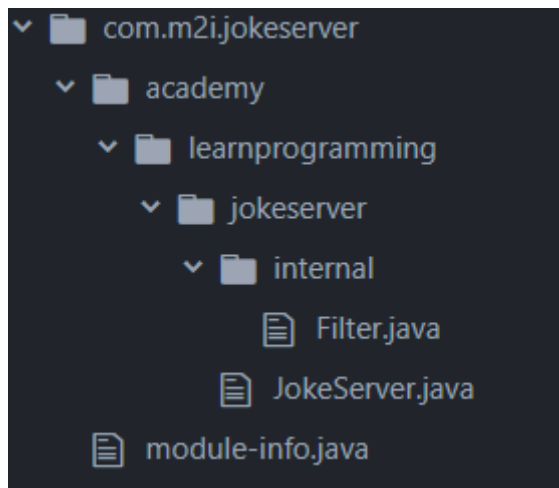 com.m2i.jokeserver
academy
learnprogramming
jokeserver
internal
Filter.java
JokeServer.java
module-info.java